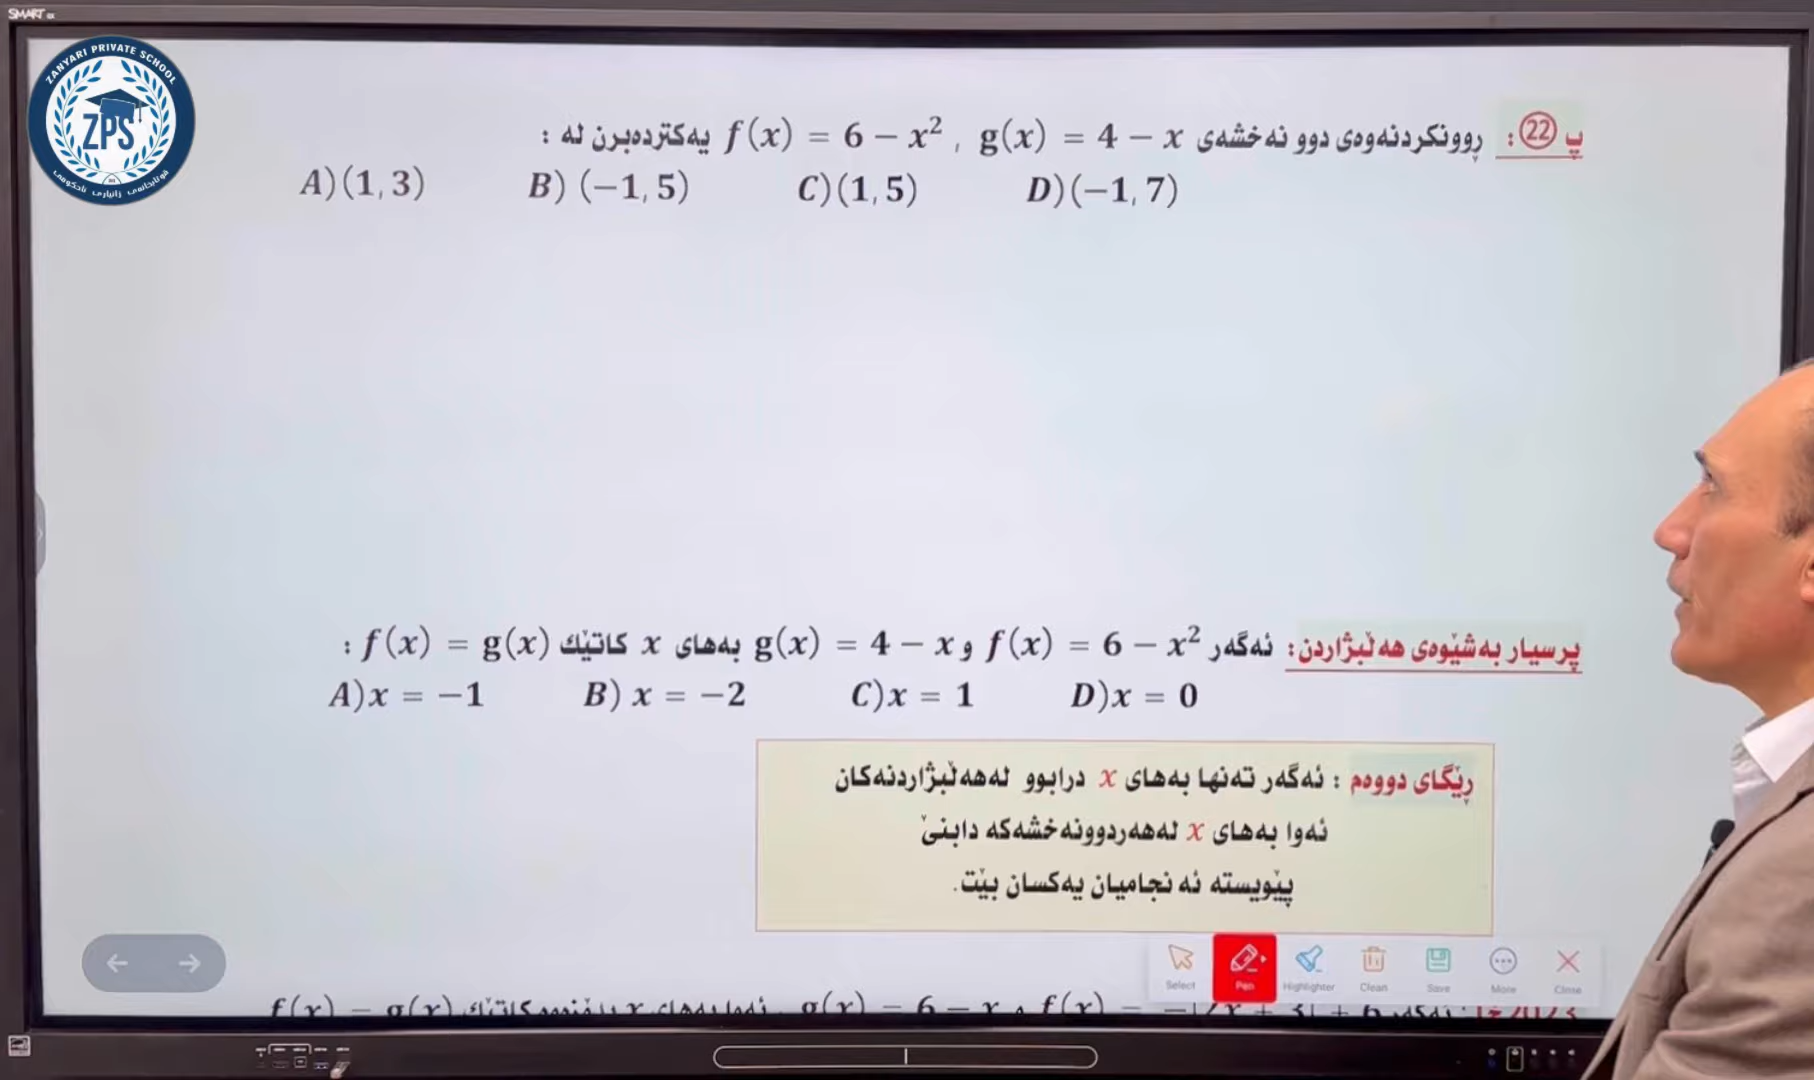 SMART
ZANYARI PRIVATE SCHOOL
ZPS
پ 22 : ڕوونکردنەوەی دوو نەخشەی f(x) = 6 − x² , g(x) = 4 − x یەکتردەبرن لە :
A)(1, 3) B) (−1, 5) C)(1, 5) D)(−1, 7)
پرسیار بەشێوەی هەڵبژاردن: ئەگەر f(x) = 6 − x² و g(x) = 4 − x بەهای x کاتێك f(x) = g(x) :
A)x = −1 B) x = −2 C)x = 1 D)x = 0
ڕێگای دووەم : ئەگەر تەنها بەهای x درابوو لەهەڵبژاردنەکان
ئەوا بەهای x لەهەردوونەخشەکە دابنێ
پێویستە ئەنجامیان یەکسان بێت.
Select Pen Highlighter Clean Save More Close